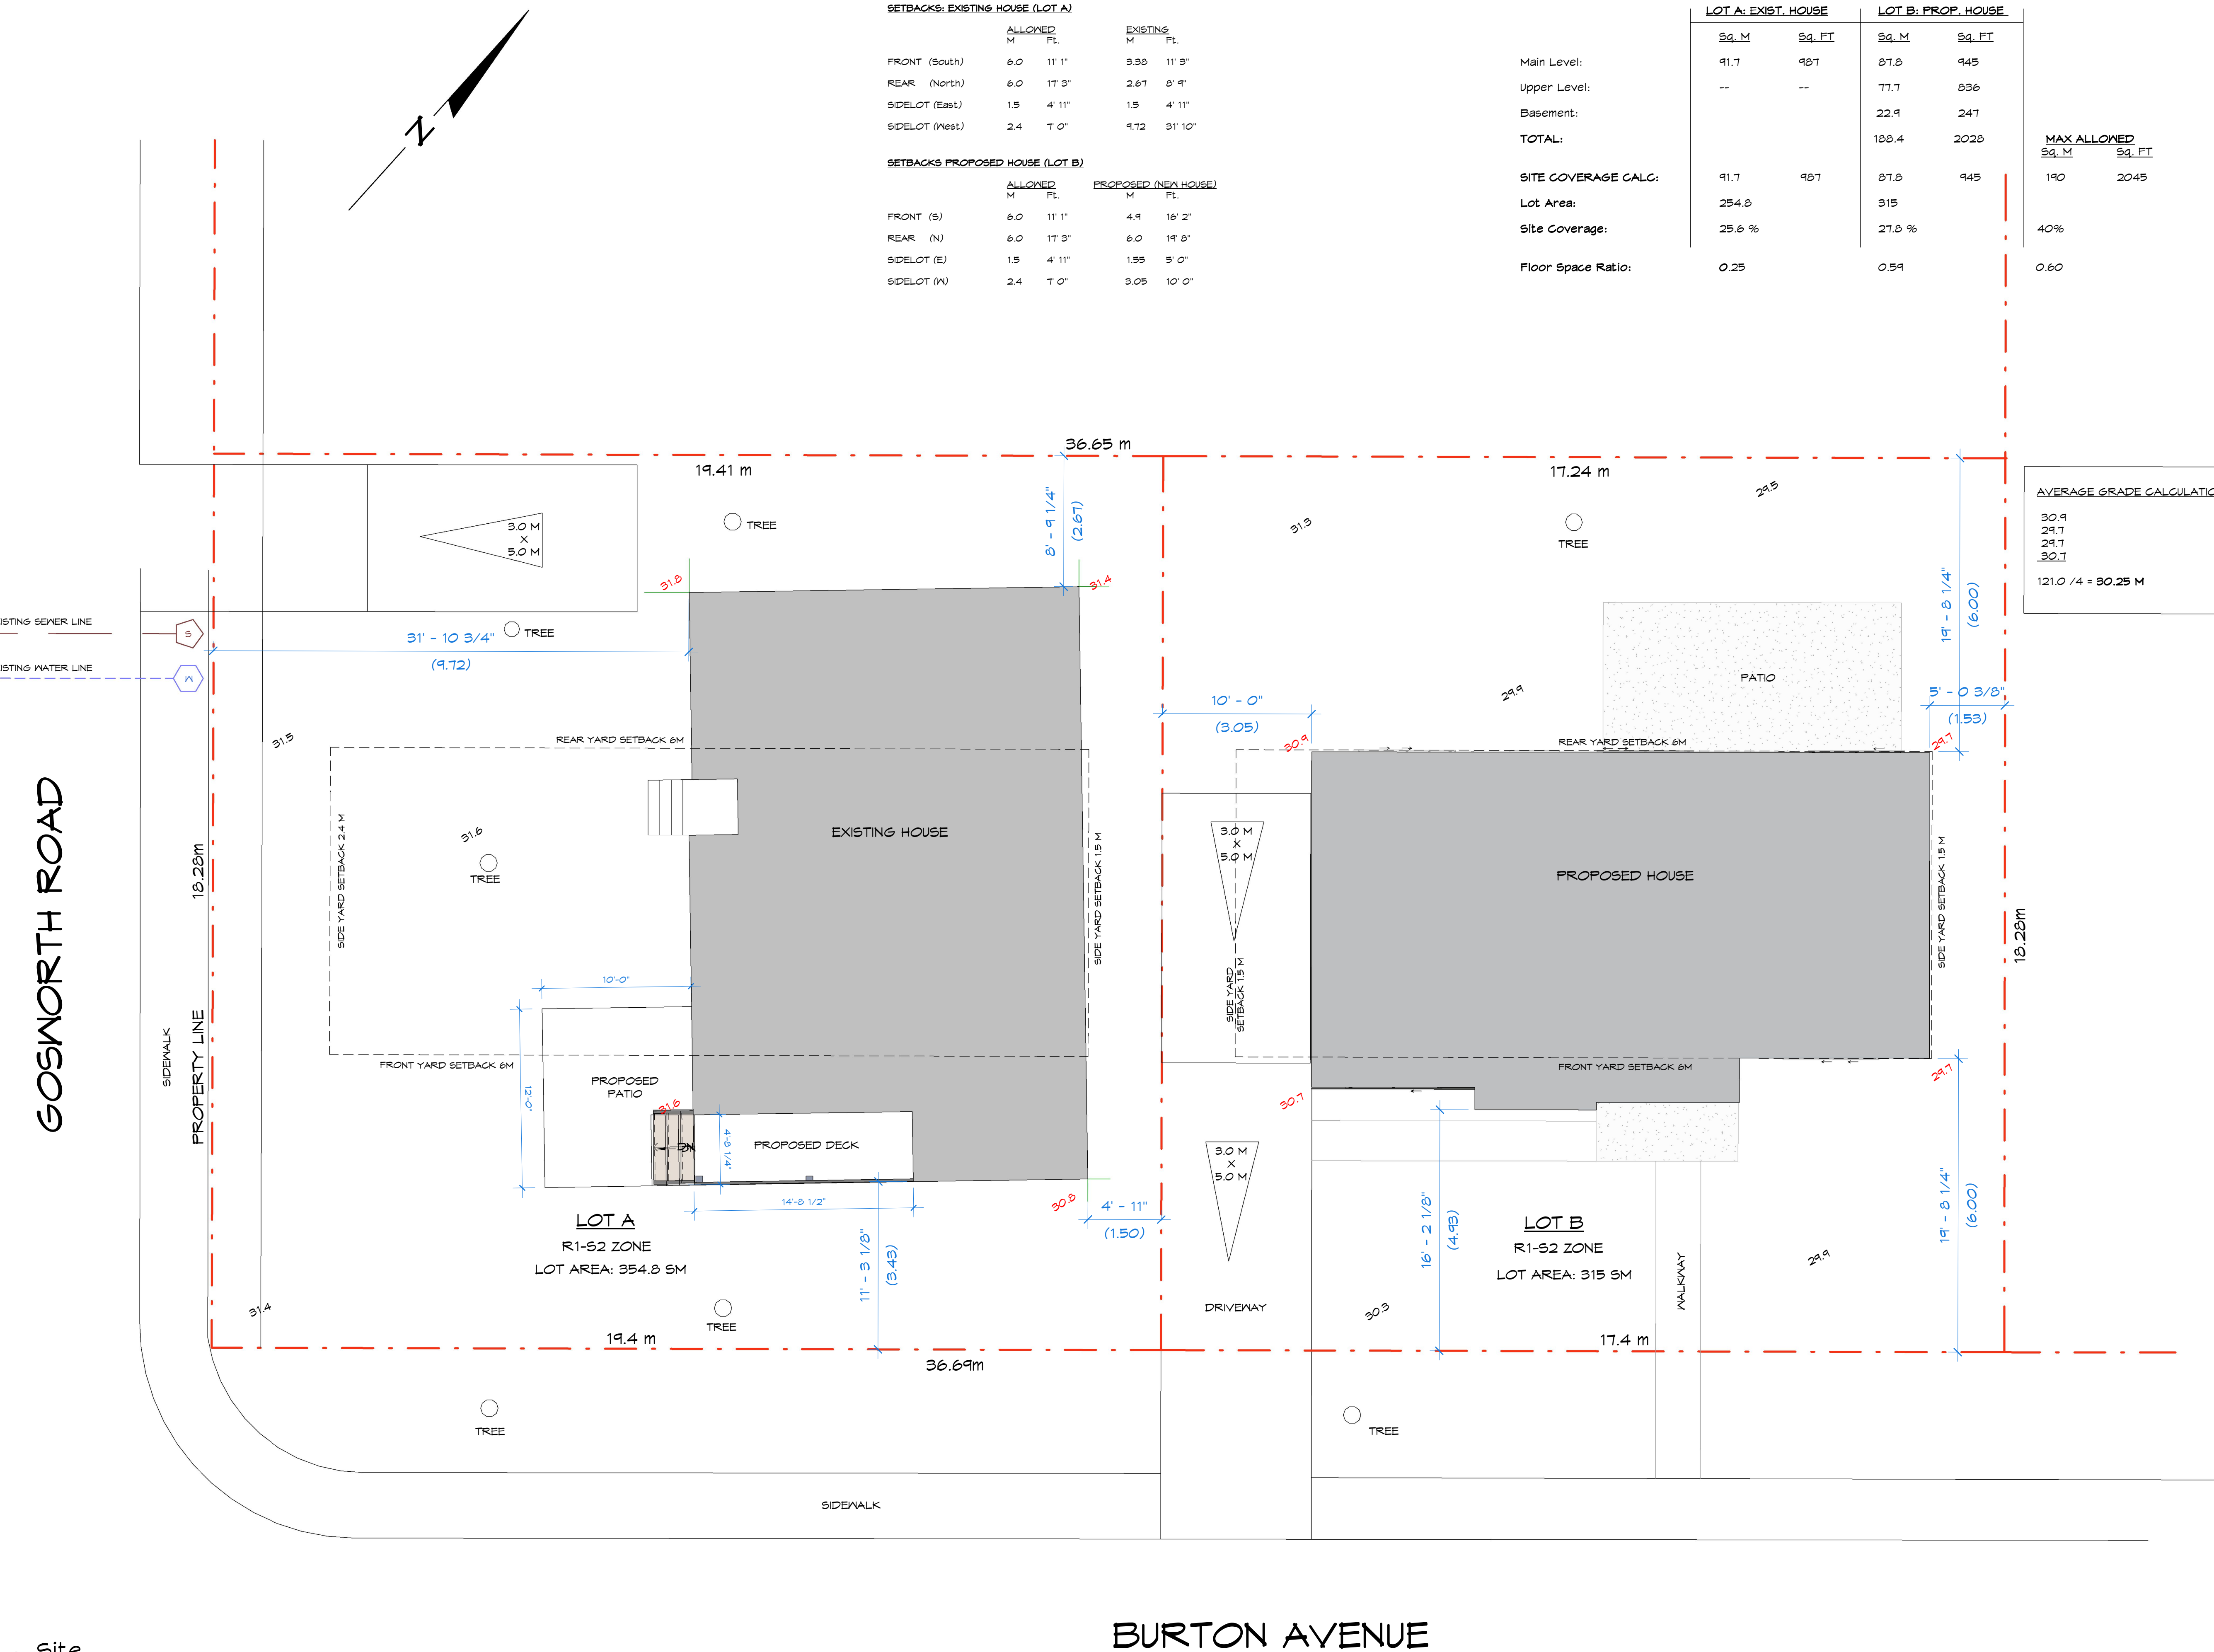 SETBACKS: EXISTING HOUSE (LOT A)
ALLOWED EXISTING
M Ft. M Ft.
FRONT (South) 6.0 11' 1" 3.38 11' 3"
REAR (North) 6.0 17' 3" 2.67 8' 9"
SIDELOT (East) 1.5 4' 11" 1.5 4' 11"
SIDELOT (West) 2.4 7' 0" 9.72 31' 10"
SETBACKS PROPOSED HOUSE (LOT B)
ALLOWED PROPOSED (NEW HOUSE)
M Ft. M Ft.
FRONT (S) 6.0 11' 1" 4.9 16' 2"
REAR (N) 6.0 17' 3" 6.0 19' 8"
SIDELOT (E) 1.5 4' 11" 1.55 5' 0"
SIDELOT (W) 2.4 7' 0" 3.05 10' 0"
LOT A: EXIST. HOUSE LOT B: PROP. HOUSE
Sq. M Sq. FT Sq. M Sq. FT
Main Level: 91.7 987 87.8 945
Upper Level: -- -- 77.7 836
Basement: 22.9 247
TOTAL: 188.4 2028 MAX ALLOWED
Sq. M Sq. FT
SITE COVERAGE CALC: 91.7 987 87.8 945 190 2045
Lot Area: 254.8 315
Site Coverage: 25.6 % 27.8 % 40%
Floor Space Ratio: 0.25 0.59 0.60
N
36.65 m
19.41 m
17.24 m
3.0 M
X
5.0 M
TREE
8' - 9 1/4"
(2.67)
31.3
29.5
TREE
AVERAGE GRADE CALCULATIO
30.9
29.7
29.7
30.7
121.0 /4 = 30.25 M
31.8
31.4
19' - 8 1/4"
(6.00)
ISTING SEWER LINE
S
TREE
31' - 10 3/4"
(9.72)
ISTING WATER LINE
W
PATIO
29.9
10' - 0"
(3.05)
5' - 0 3/8"
(1.53)
31.5
REAR YARD SETBACK 6M
30.9
REAR YARD SETBACK 6M
29.7
GOSWORTH ROAD
18.28m
SIDE YARD SETBACK 2.4 M
31.6
TREE
EXISTING HOUSE
SIDE YARD SETBACK 1.5 M
3.0 M
X
5.0 M
PROPOSED HOUSE
SIDE YARD SETBACK 1.5 M
18.28m
SIDE YARD
SETBACK 1.5 M
10'-0"
SIDEWALK
PROPERTY LINE
FRONT YARD SETBACK 6M
12'-0"
PROPOSED
PATIO
31.6
DN
4'-8 1/4"
PROPOSED DECK
14'-8 1/2"
FRONT YARD SETBACK 6M
30.7
29.7
3.0 M
X
5.0 M
30.8
4' - 11"
(1.50)
LOT A
R1-S2 ZONE
LOT AREA: 354.8 SM
11' - 3 1/8"
(3.43)
16' - 2 1/8"
(4.93)
LOT B
R1-S2 ZONE
LOT AREA: 315 SM
WALKWAY
29.9
19' - 8 1/4"
(6.00)
31.4
TREE
DRIVEWAY
30.3
19.4 m
17.4 m
36.69m
TREE
TREE
SIDEWALK
BURTON AVENUE
Site